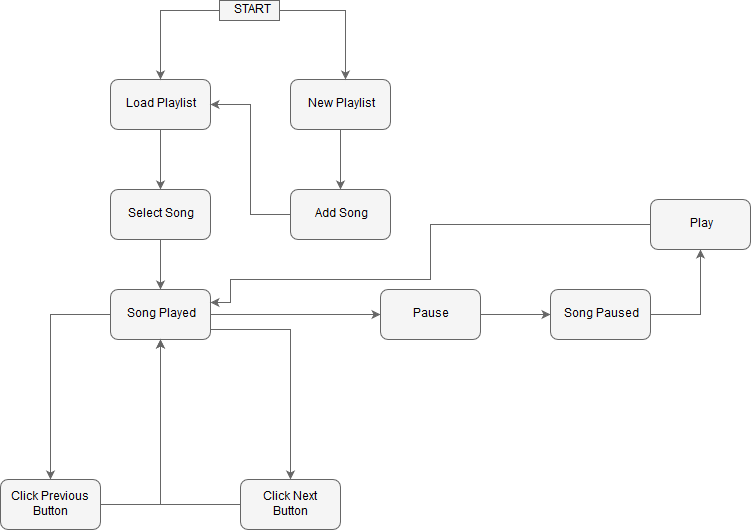 START
Load Playlist
New Playlist
Select Song
Add Song
Play
Song Played
Pause
Song Paused
Click Previous
Button
Click Next
Button